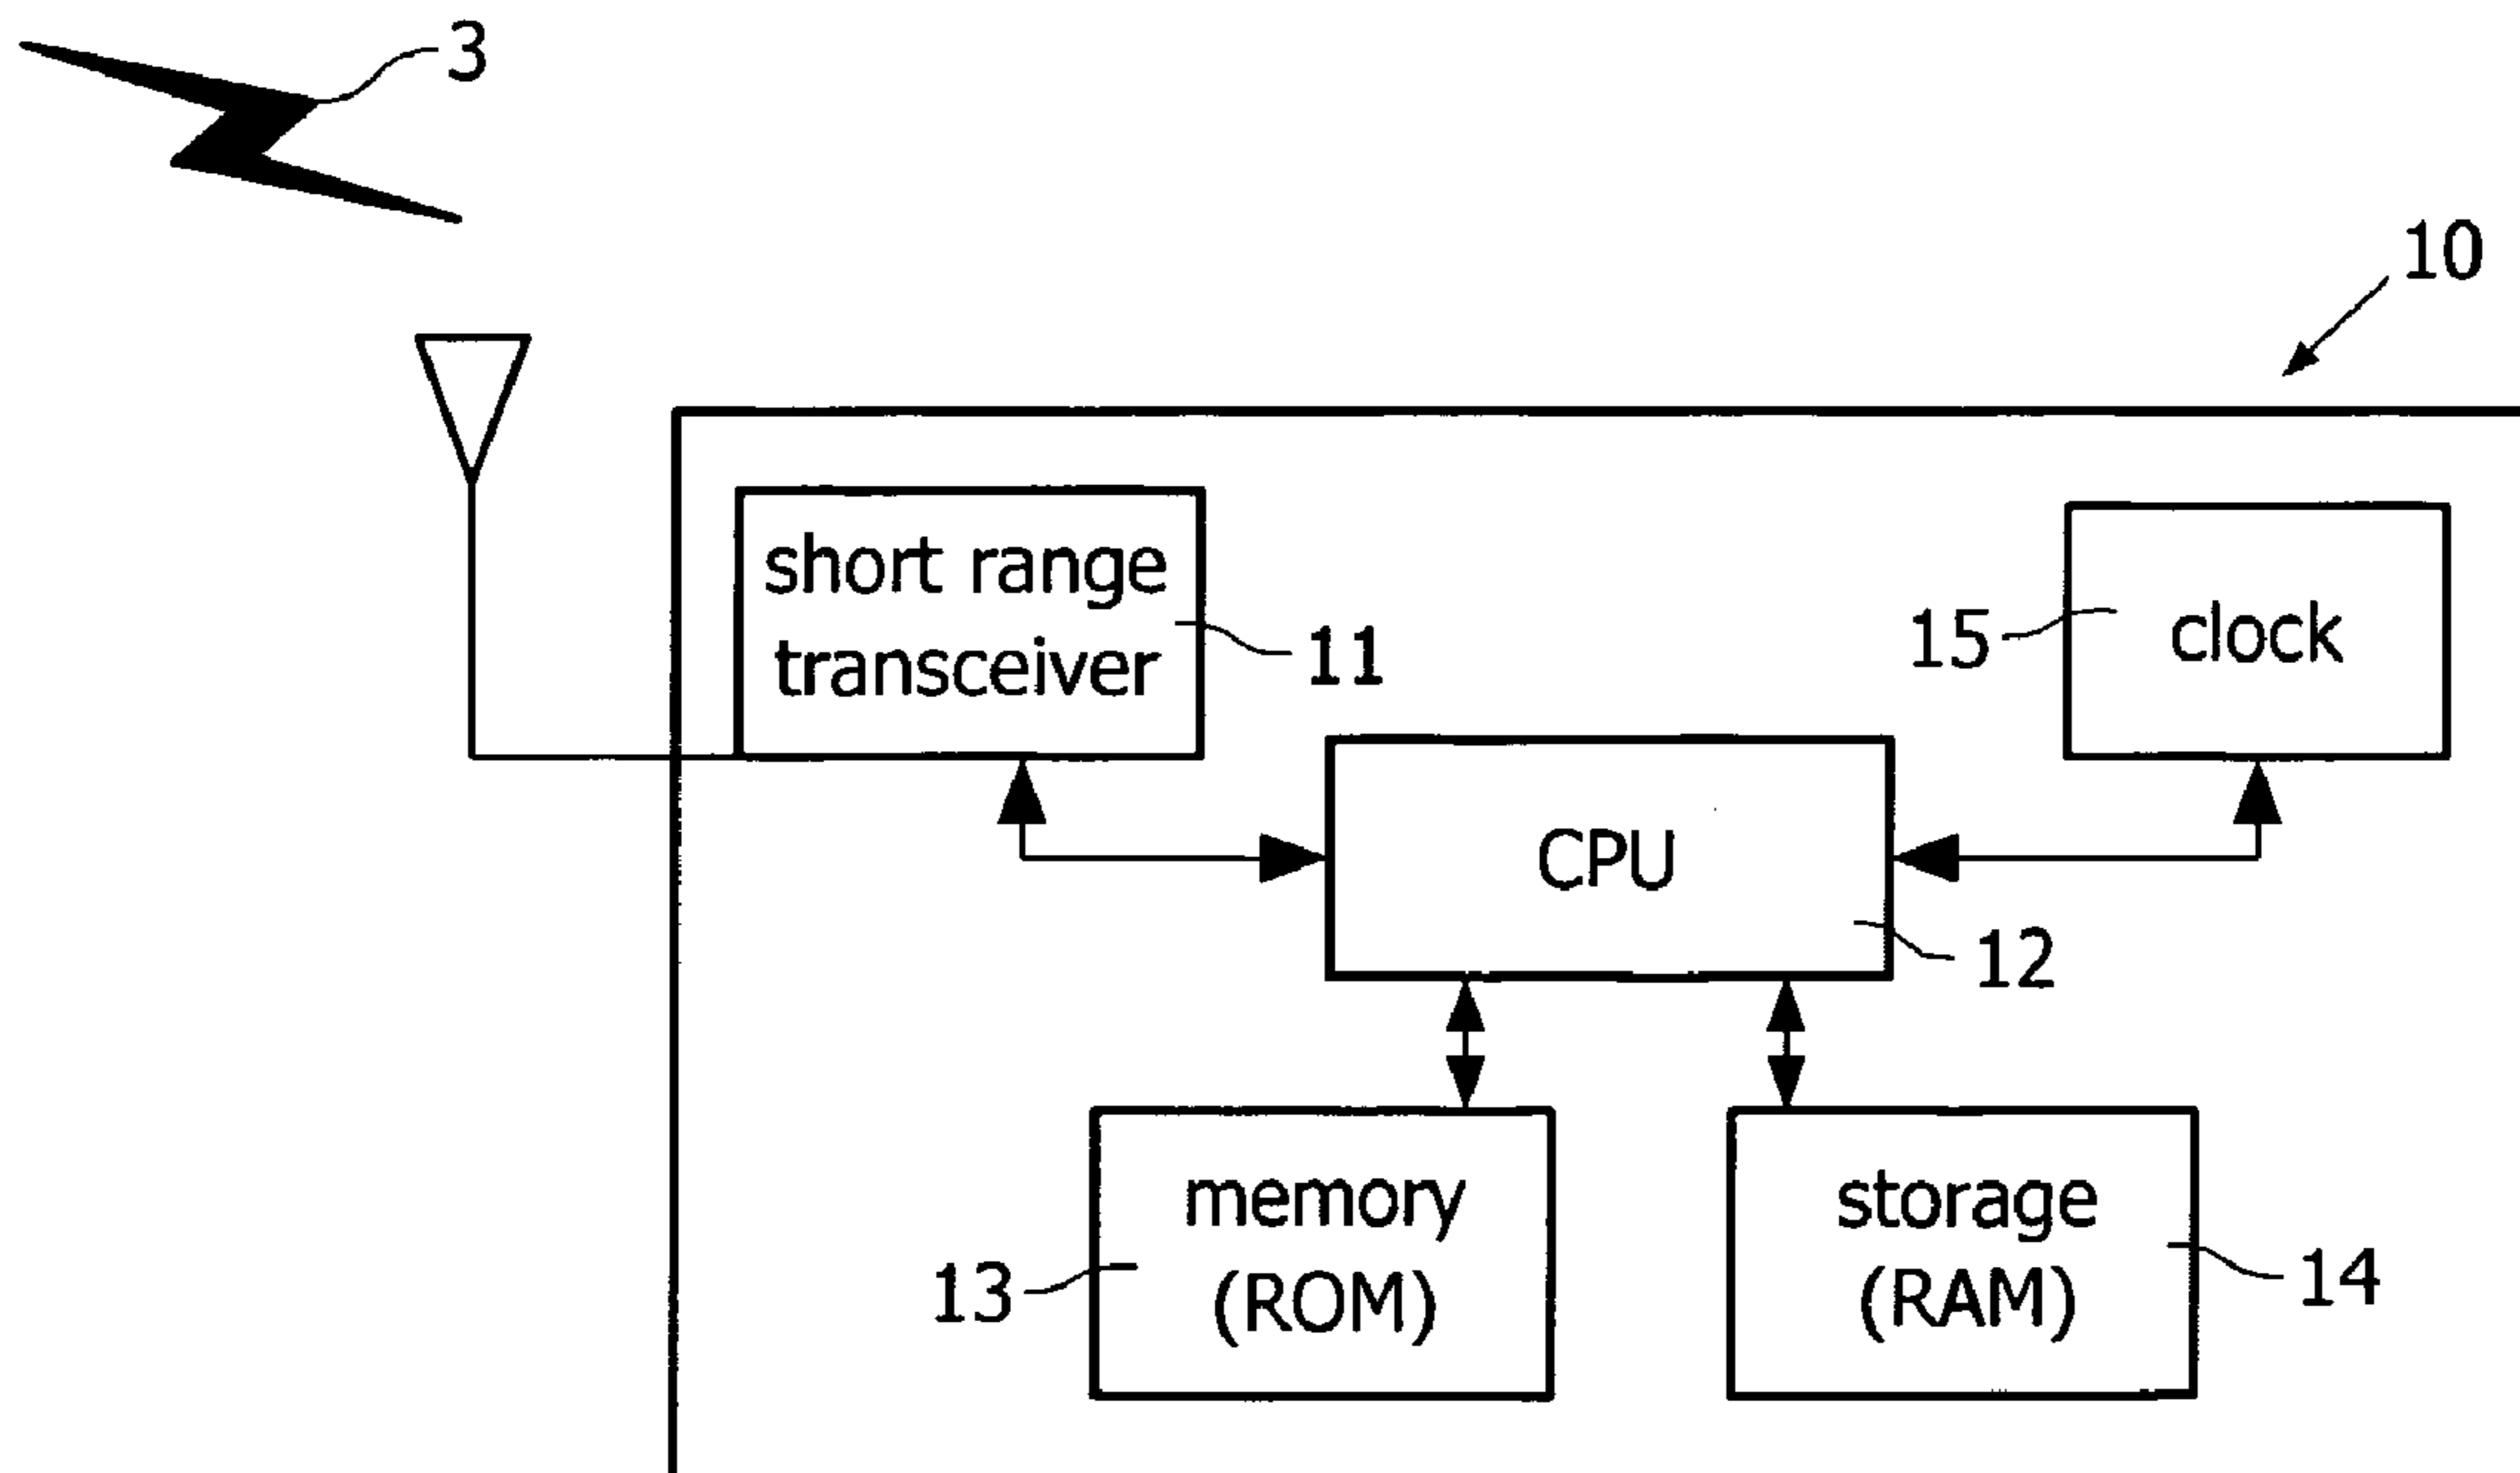 3
10
short range
transceiver
11
15
clock
CPU
12
memory
(ROM)
13
storage
(RAM)
14